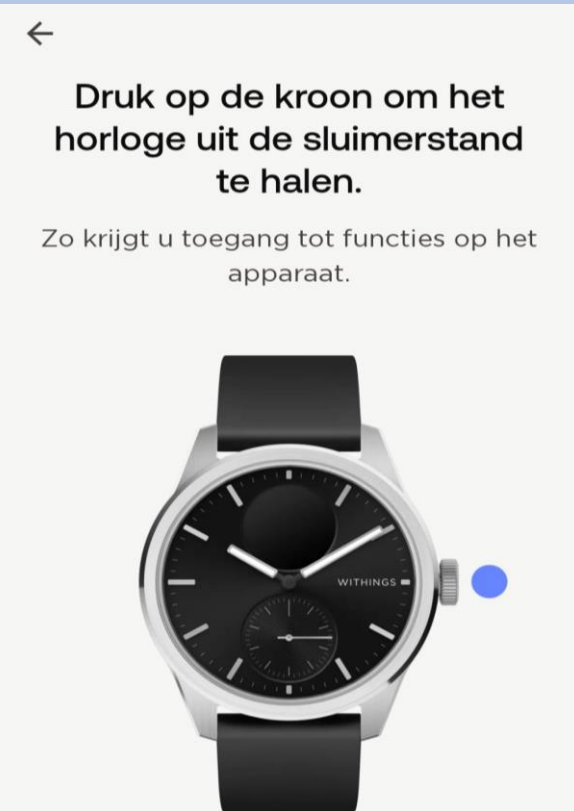 Druk op de kroon om het
horloge uit de sluimerstand
te halen.
Zo krijgt u toegang tot functies op het
apparaat.
WITHINGS